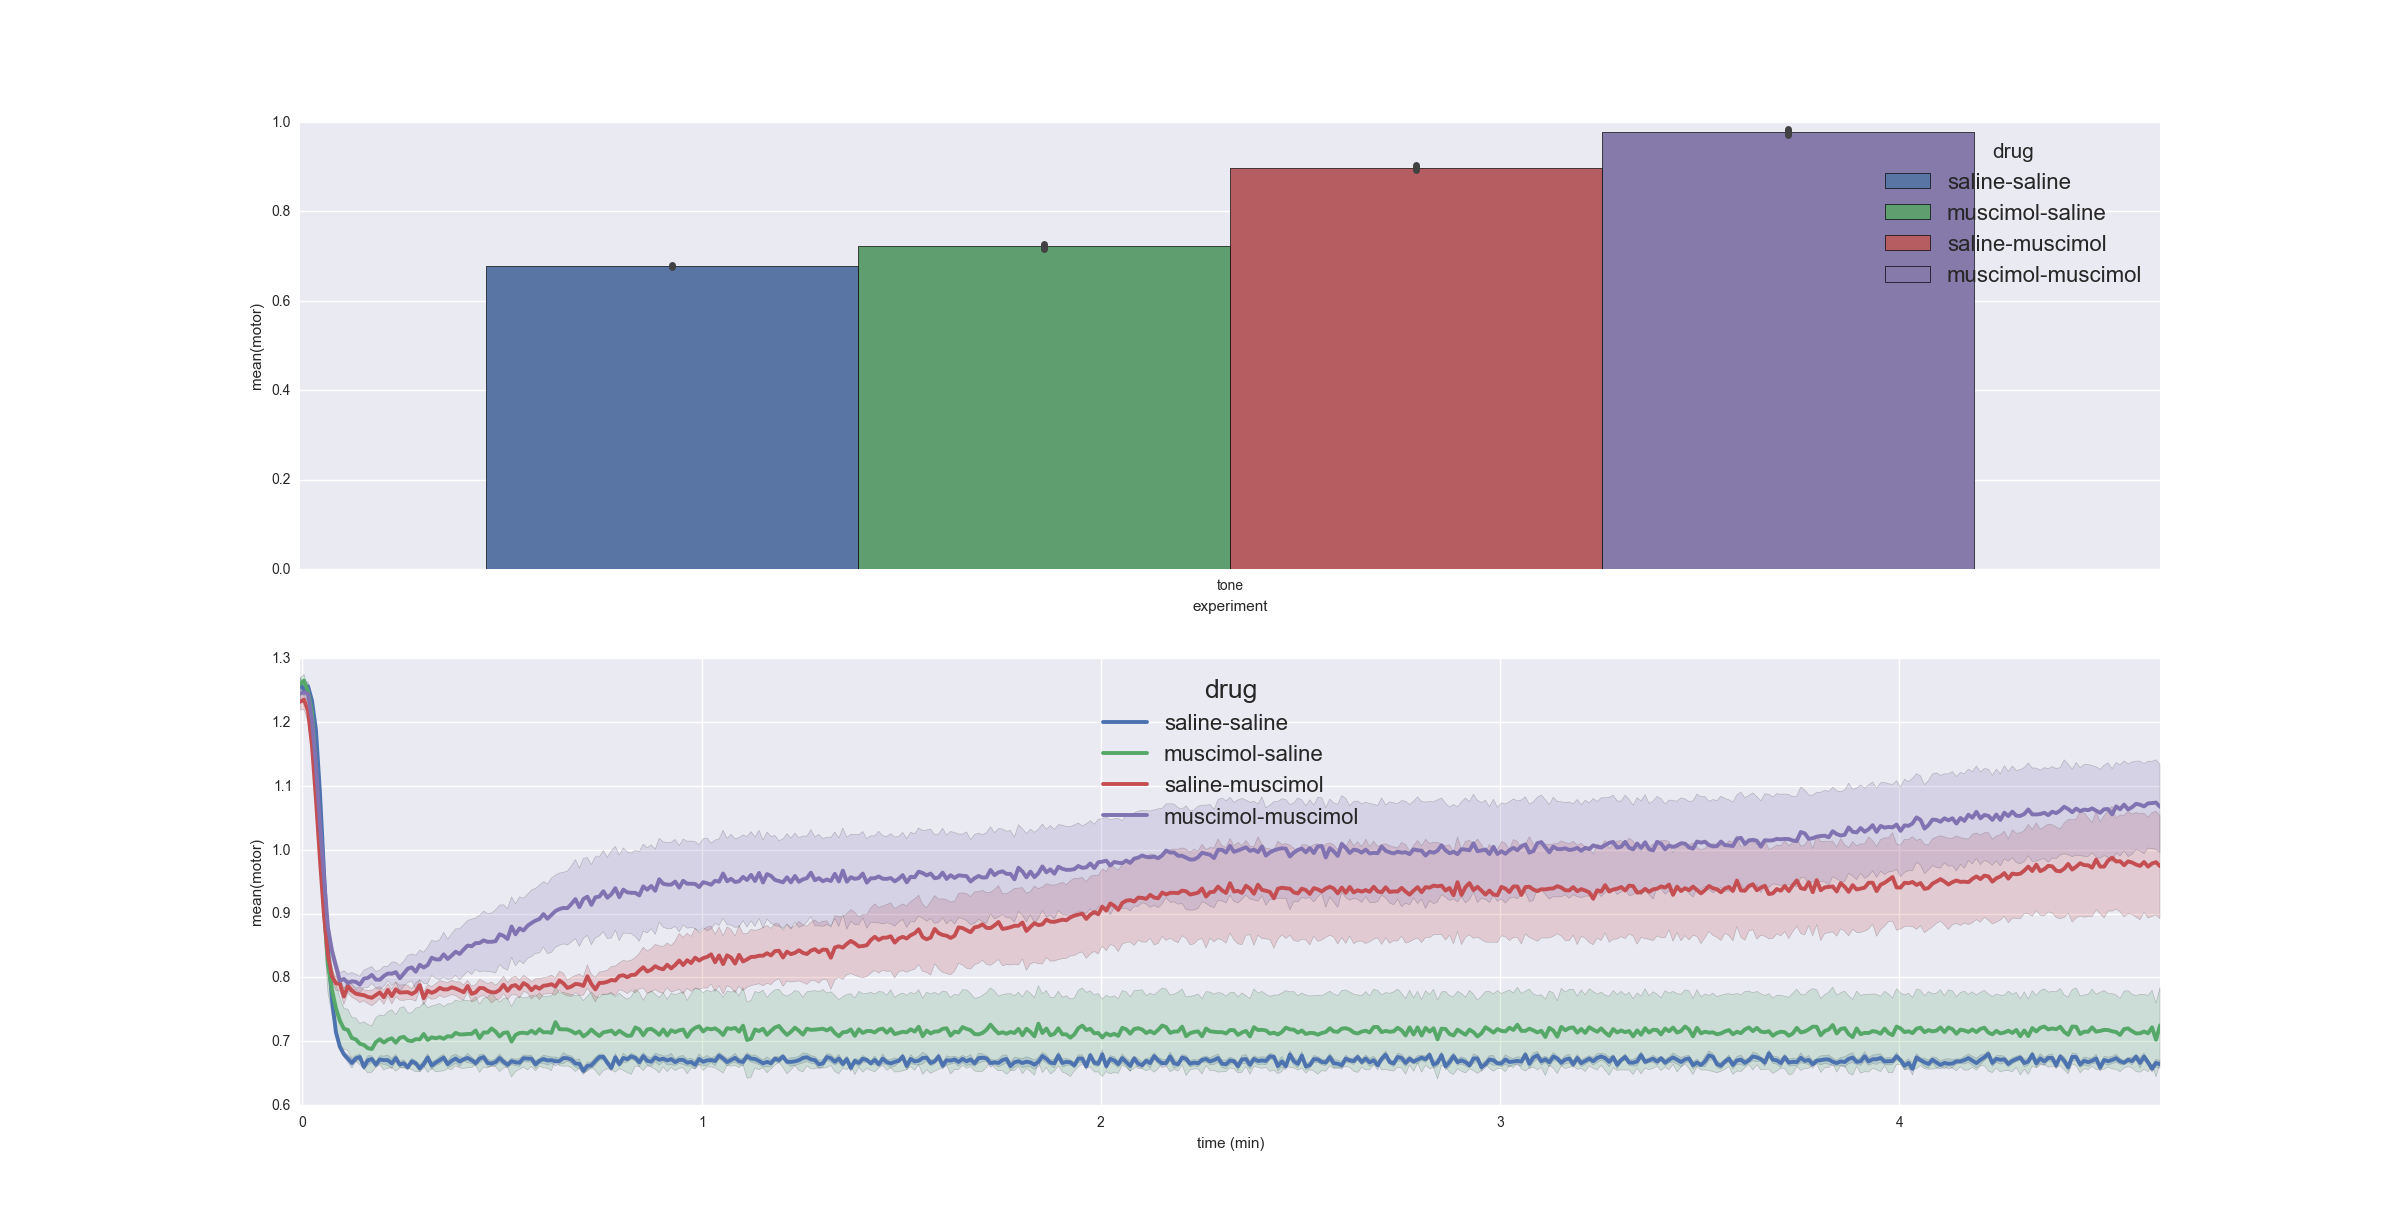 1.0
0.8
0.6
0.4
0.2
0.0
mean(motor)
drug
saline-saline
muscimol-saline
saline-muscimol
muscimol-muscimol
tone
experiment
1.3
1.2
1.1
1.0
0.9
0.8
0.7
0.6
mean(motor)
drug
saline-saline
muscimol-saline
saline-muscimol
muscimol-muscimol
0 1 2 3 4
time (min)